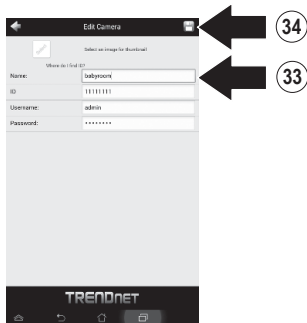 Edit Camera
34
Select an image for thumbnail
Where do I find ID?
Name: babyroom
33
ID 11111111
Username: admin
Password: ••••••••
TRENDNET